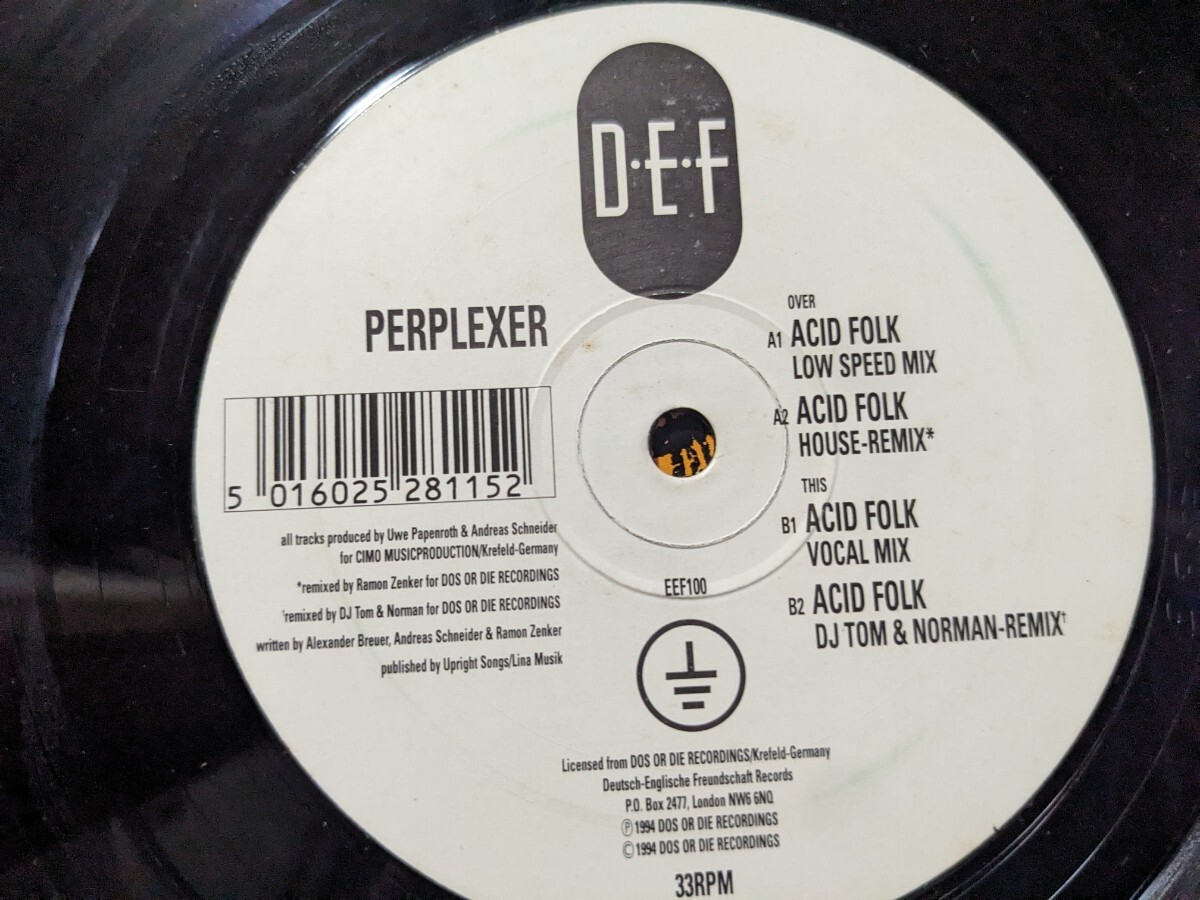 D·E·F
PERPLEXER
5 016025 281152
all tracks produced by Uwe Papenroth & Andreas Schneider
for CIMO MUSICPRODUCTION/Krefeld-Germany
*remixed by Ramon Zenker for DOS OR DIE RECORDINGS
†remixed by DJ Tom & Norman for DOS OR DIE RECORDINGS
written by Alexander Breuer, Andreas Schneider & Ramon Zenker
published by Upright Songs/Lina Musik
OVER
A1 ACID FOLK
LOW SPEED MIX
A2 ACID FOLK
HOUSE-REMIX*
THIS
B1 ACID FOLK
VOCAL MIX
B2 ACID FOLK
DJ TOM & NORMAN-REMIX†
EEF100
Licensed from DOS OR DIE RECORDINGS/Krefeld-Germany
Deutsch-Englische Freundschaft Records
P.O. Box 2477, London NW6 6NQ
Ⓟ1994 DOS OR DIE RECORDINGS
©1994 DOS OR DIE RECORDINGS
33RPM